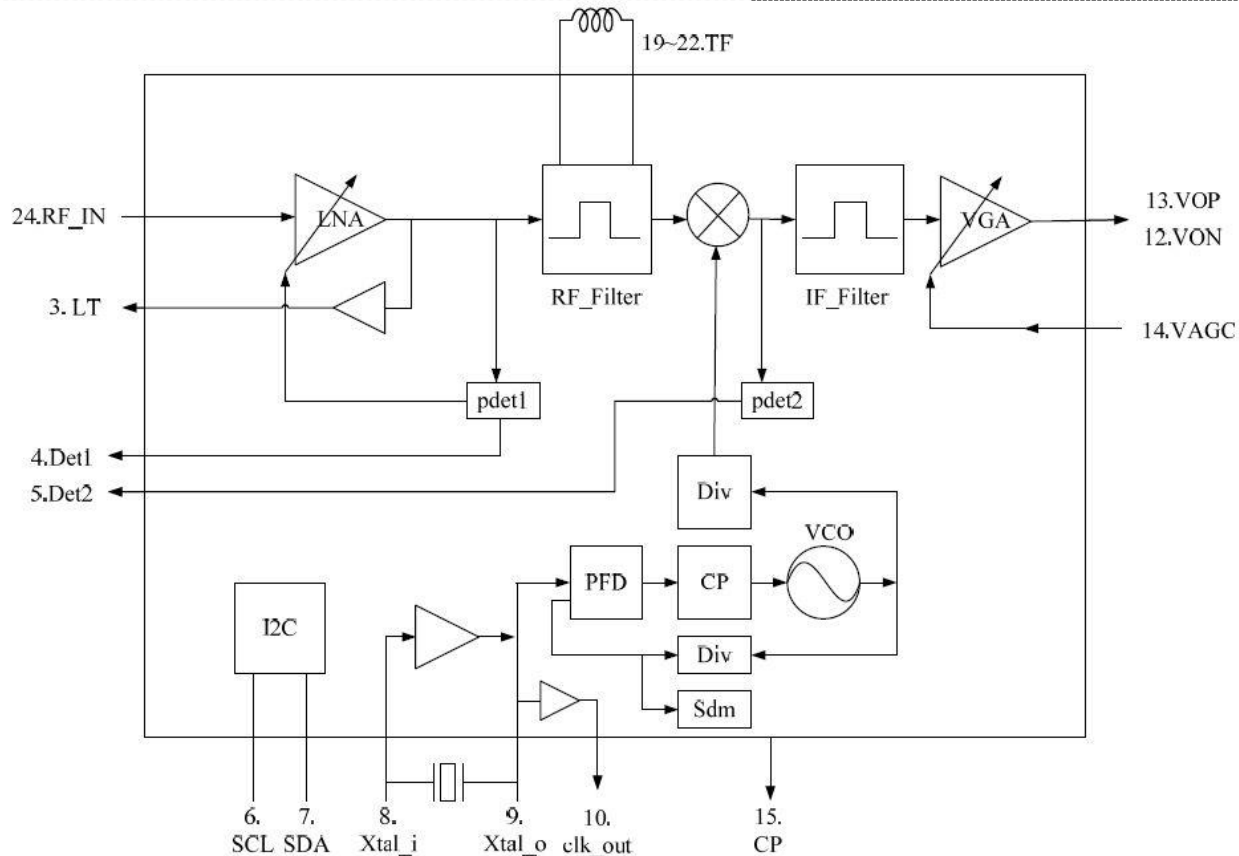 19~22.TF
24.RF_IN
LNA
VGA
13.VOP
12.VON
3. LT
RF_Filter
IF_Filter
14.VAGC
pdet1
pdet2
4.Det1
5.Det2
Div
VCO
PFD
CP
I2C
Div
Sdm
6.
SCL
7.
SDA
8.
Xtal_i
9.
Xtal_o
10.
clk_out
15.
CP